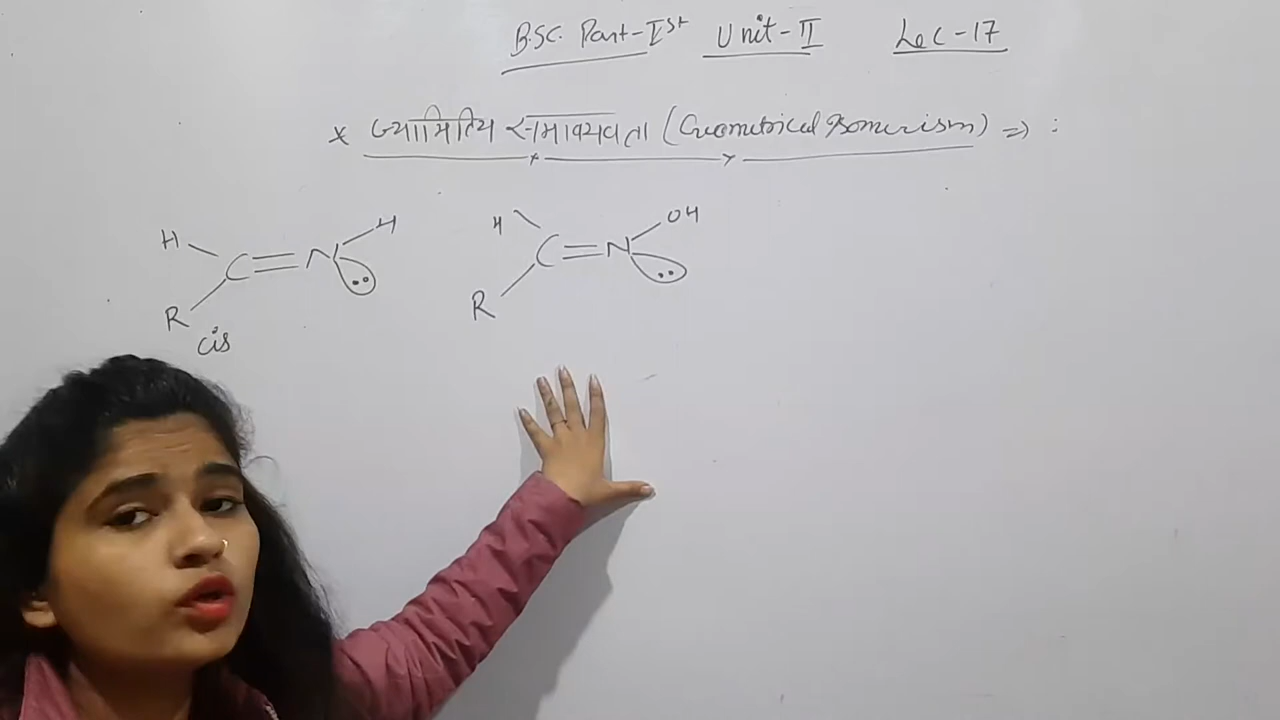 B.SC. Part-Ist Unit-II Lec-17
* ज्यामितिय समावयवता (Geometrical Isomerism) ⇒ :
H H H OH
C=N C=N
R R
cis